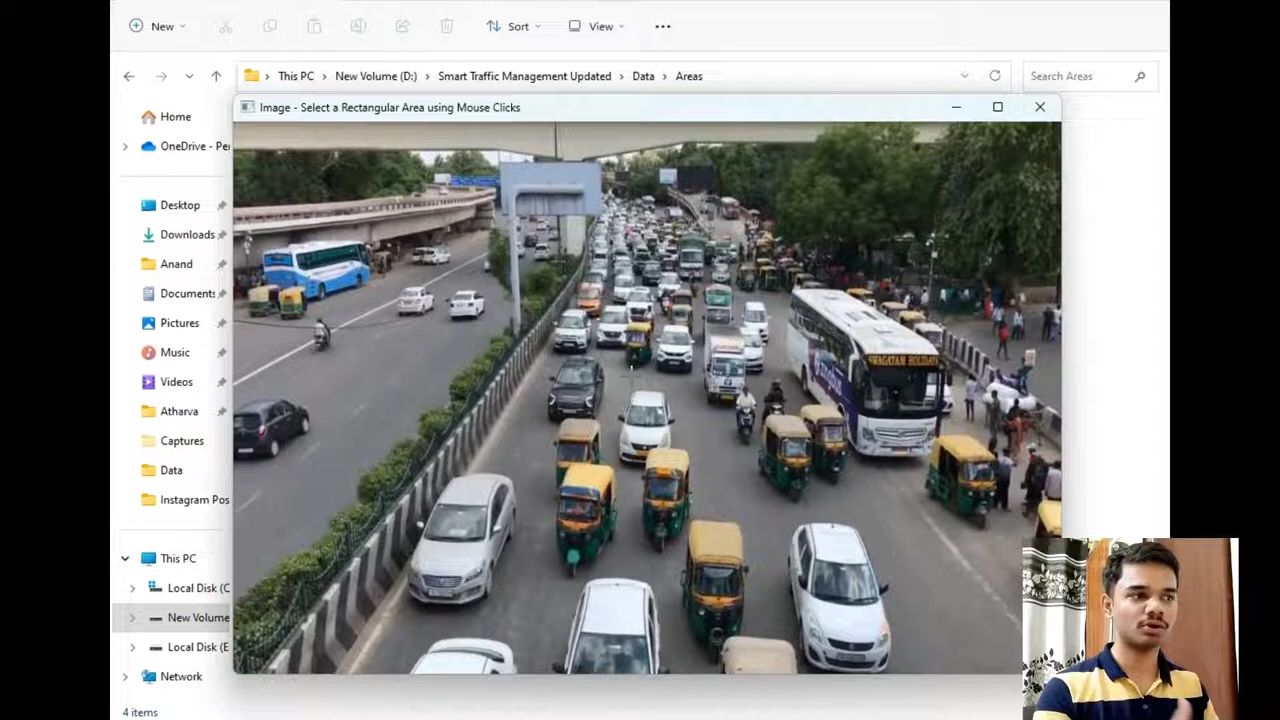 New
Sort
View
This PC > New Volume (D:) > Smart Traffic Management Updated > Data > Areas
Search Areas
Image - Select a Rectangular Area using Mouse Clicks
Home
OneDrive - Per
Desktop
Downloads
Anand
Documents
Pictures
Music
Videos
Atharva
Captures
Data
Instagram Pos
This PC
Local Disk (C
New Volume
Local Disk (E
Network
4 items
SWAGATAM HOLIDAYS